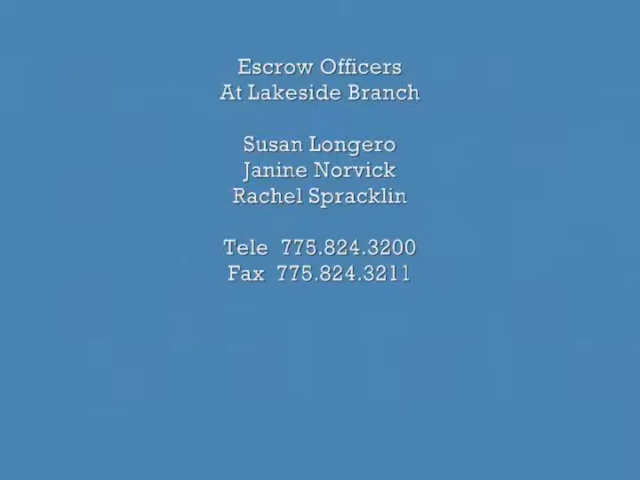 Escrow Officers
At Lakeside Branch
Susan Longero
Janine Norvick
Rachel Spracklin
Tele 775.824.3200
Fax 775.824.3211